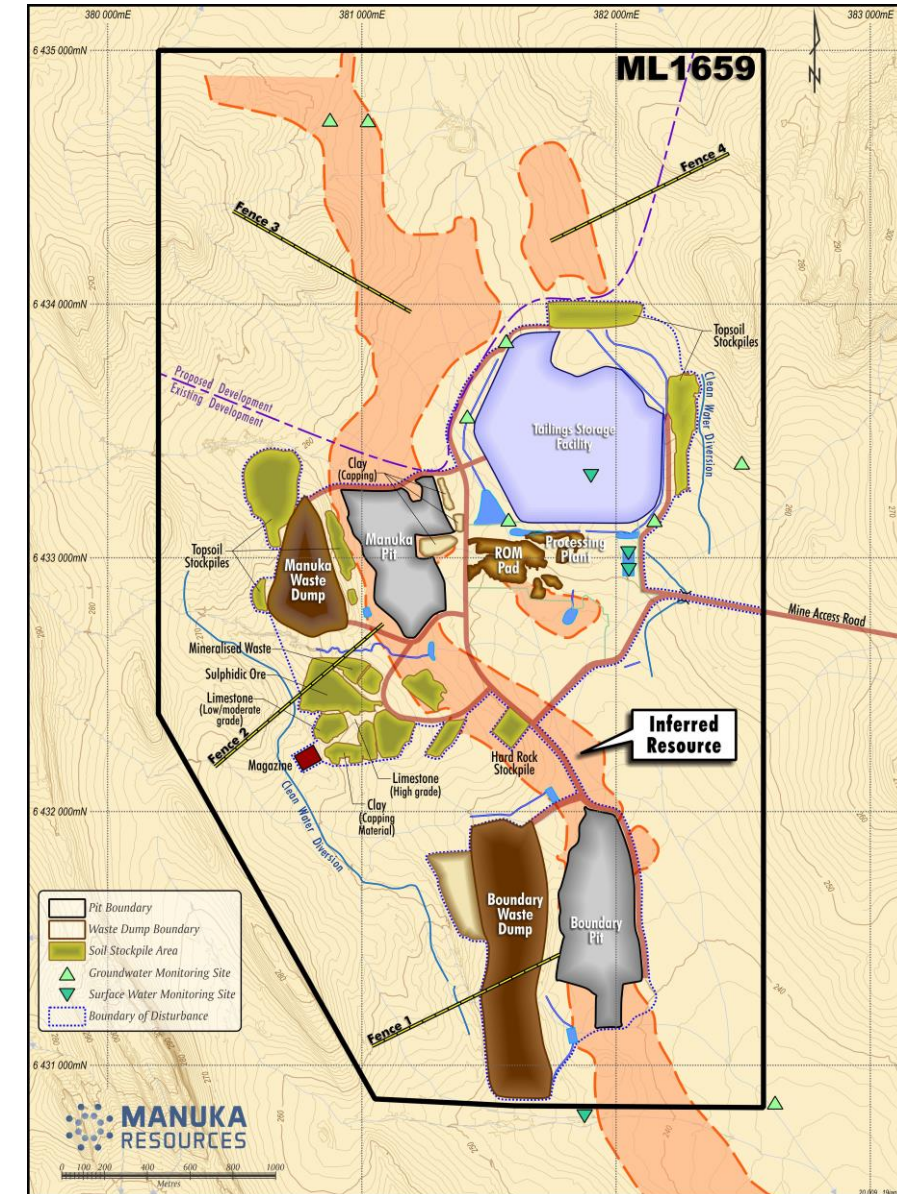 380 000mE
381 000mE
382 000mE
383 000mE
6 435 000mN
ML1659
N
Fence 4
Fence 3
6 434 000mN
Topsoil
Stockpiles
Proposed Development
Existing Development
Clean Water Diversion
Tailings Storage
Facility
Clay
(Capping)
Manuka
Pit
6 433 000mN
Topsoil
Stockpiles
Manuka
Waste
Dump
ROM
Pad
Processing
Plant
Mine Access Road
Mineralised Waste
Sulphidic Ore
Limestone
(Low/moderate
grade)
Fence 2
Magazine
Inferred
Resource
Hard Rock
Stockpile
Limestone
(High grade)
Clay
(Capping
Material)
Clean Water Diversion
6 432 000mN
Boundary
Waste
Dump
Boundary
Pit
Pit Boundary
Waste Dump Boundary
Soil Stockpile Area
Groundwater Monitoring Site
Surface Water Monitoring Site
Boundary of Disturbance
Fence 1
6 431 000mN
MANUKA
RESOURCES
0 100 200 400 600 800 1000
Metres